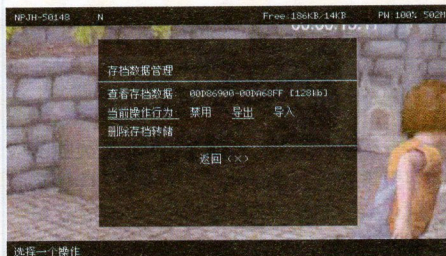 NPJH-50148 N Free:186KB/14KB PW:100% 502M
存档数据管理
查看存档数据 00D86900-00DA68FF [128kb]
当前操作行为 禁用 导出 导入
删除存档转储
返回 (×)
选择一个操作